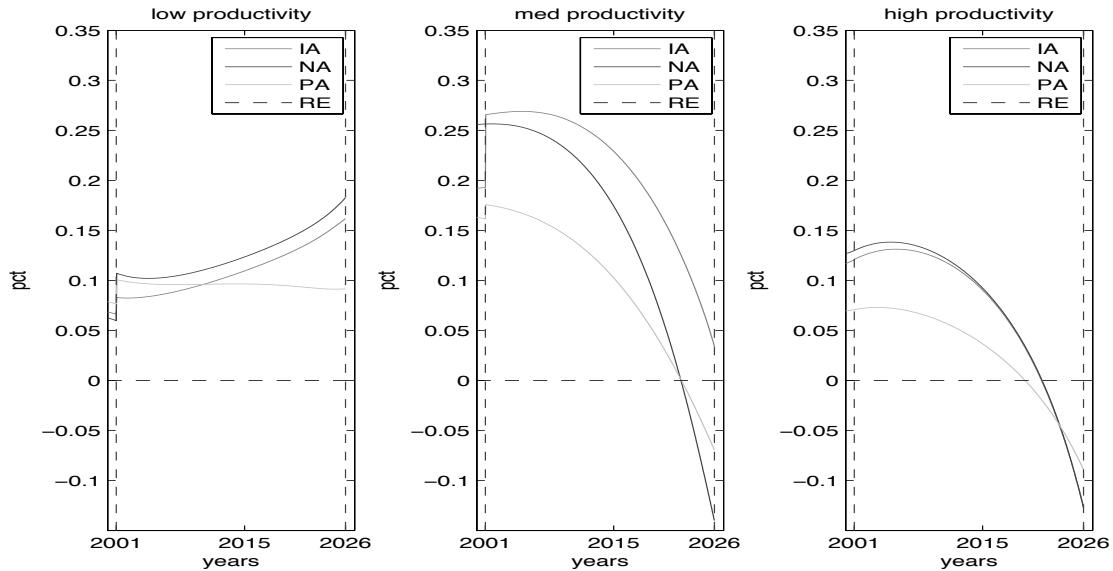 low productivity
0.35
0.3
0.25
0.2
0.15
0.1
0.05
0
−0.05
−0.1
pct
IA
NA
PA
RE
2001
2015
2026
years
med productivity
0.35
0.3
0.25
0.2
0.15
0.1
0.05
0
−0.05
−0.1
pct
IA
NA
PA
RE
2001
2015
2026
years
high productivity
0.35
0.3
0.25
0.2
0.15
0.1
0.05
0
−0.05
−0.1
pct
IA
NA
PA
RE
2001
2015
2026
years